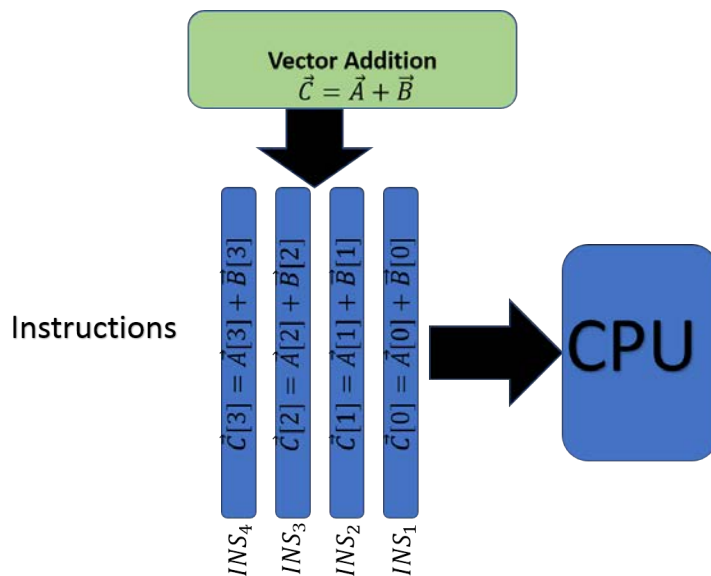 Vector Addition
C⃗ = A⃗ + B⃗
Instructions
C⃗[3] = A⃗[3] + B⃗[3]
C⃗[2] = A⃗[2] + B⃗[2]
C⃗[1] = A⃗[1] + B⃗[1]
C⃗[0] = A⃗[0] + B⃗[0]
CPU
INS₄
INS₃
INS₂
INS₁